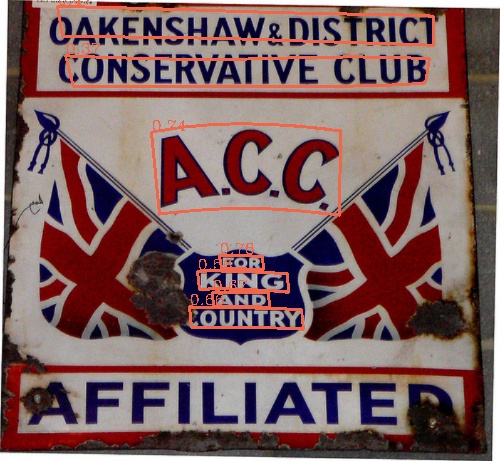 OAKENSHAW & DISTRICT
CONSERVATIVE CLUB
A.C.C.
FOR
KING
AND
COUNTRY
AFFILIATED